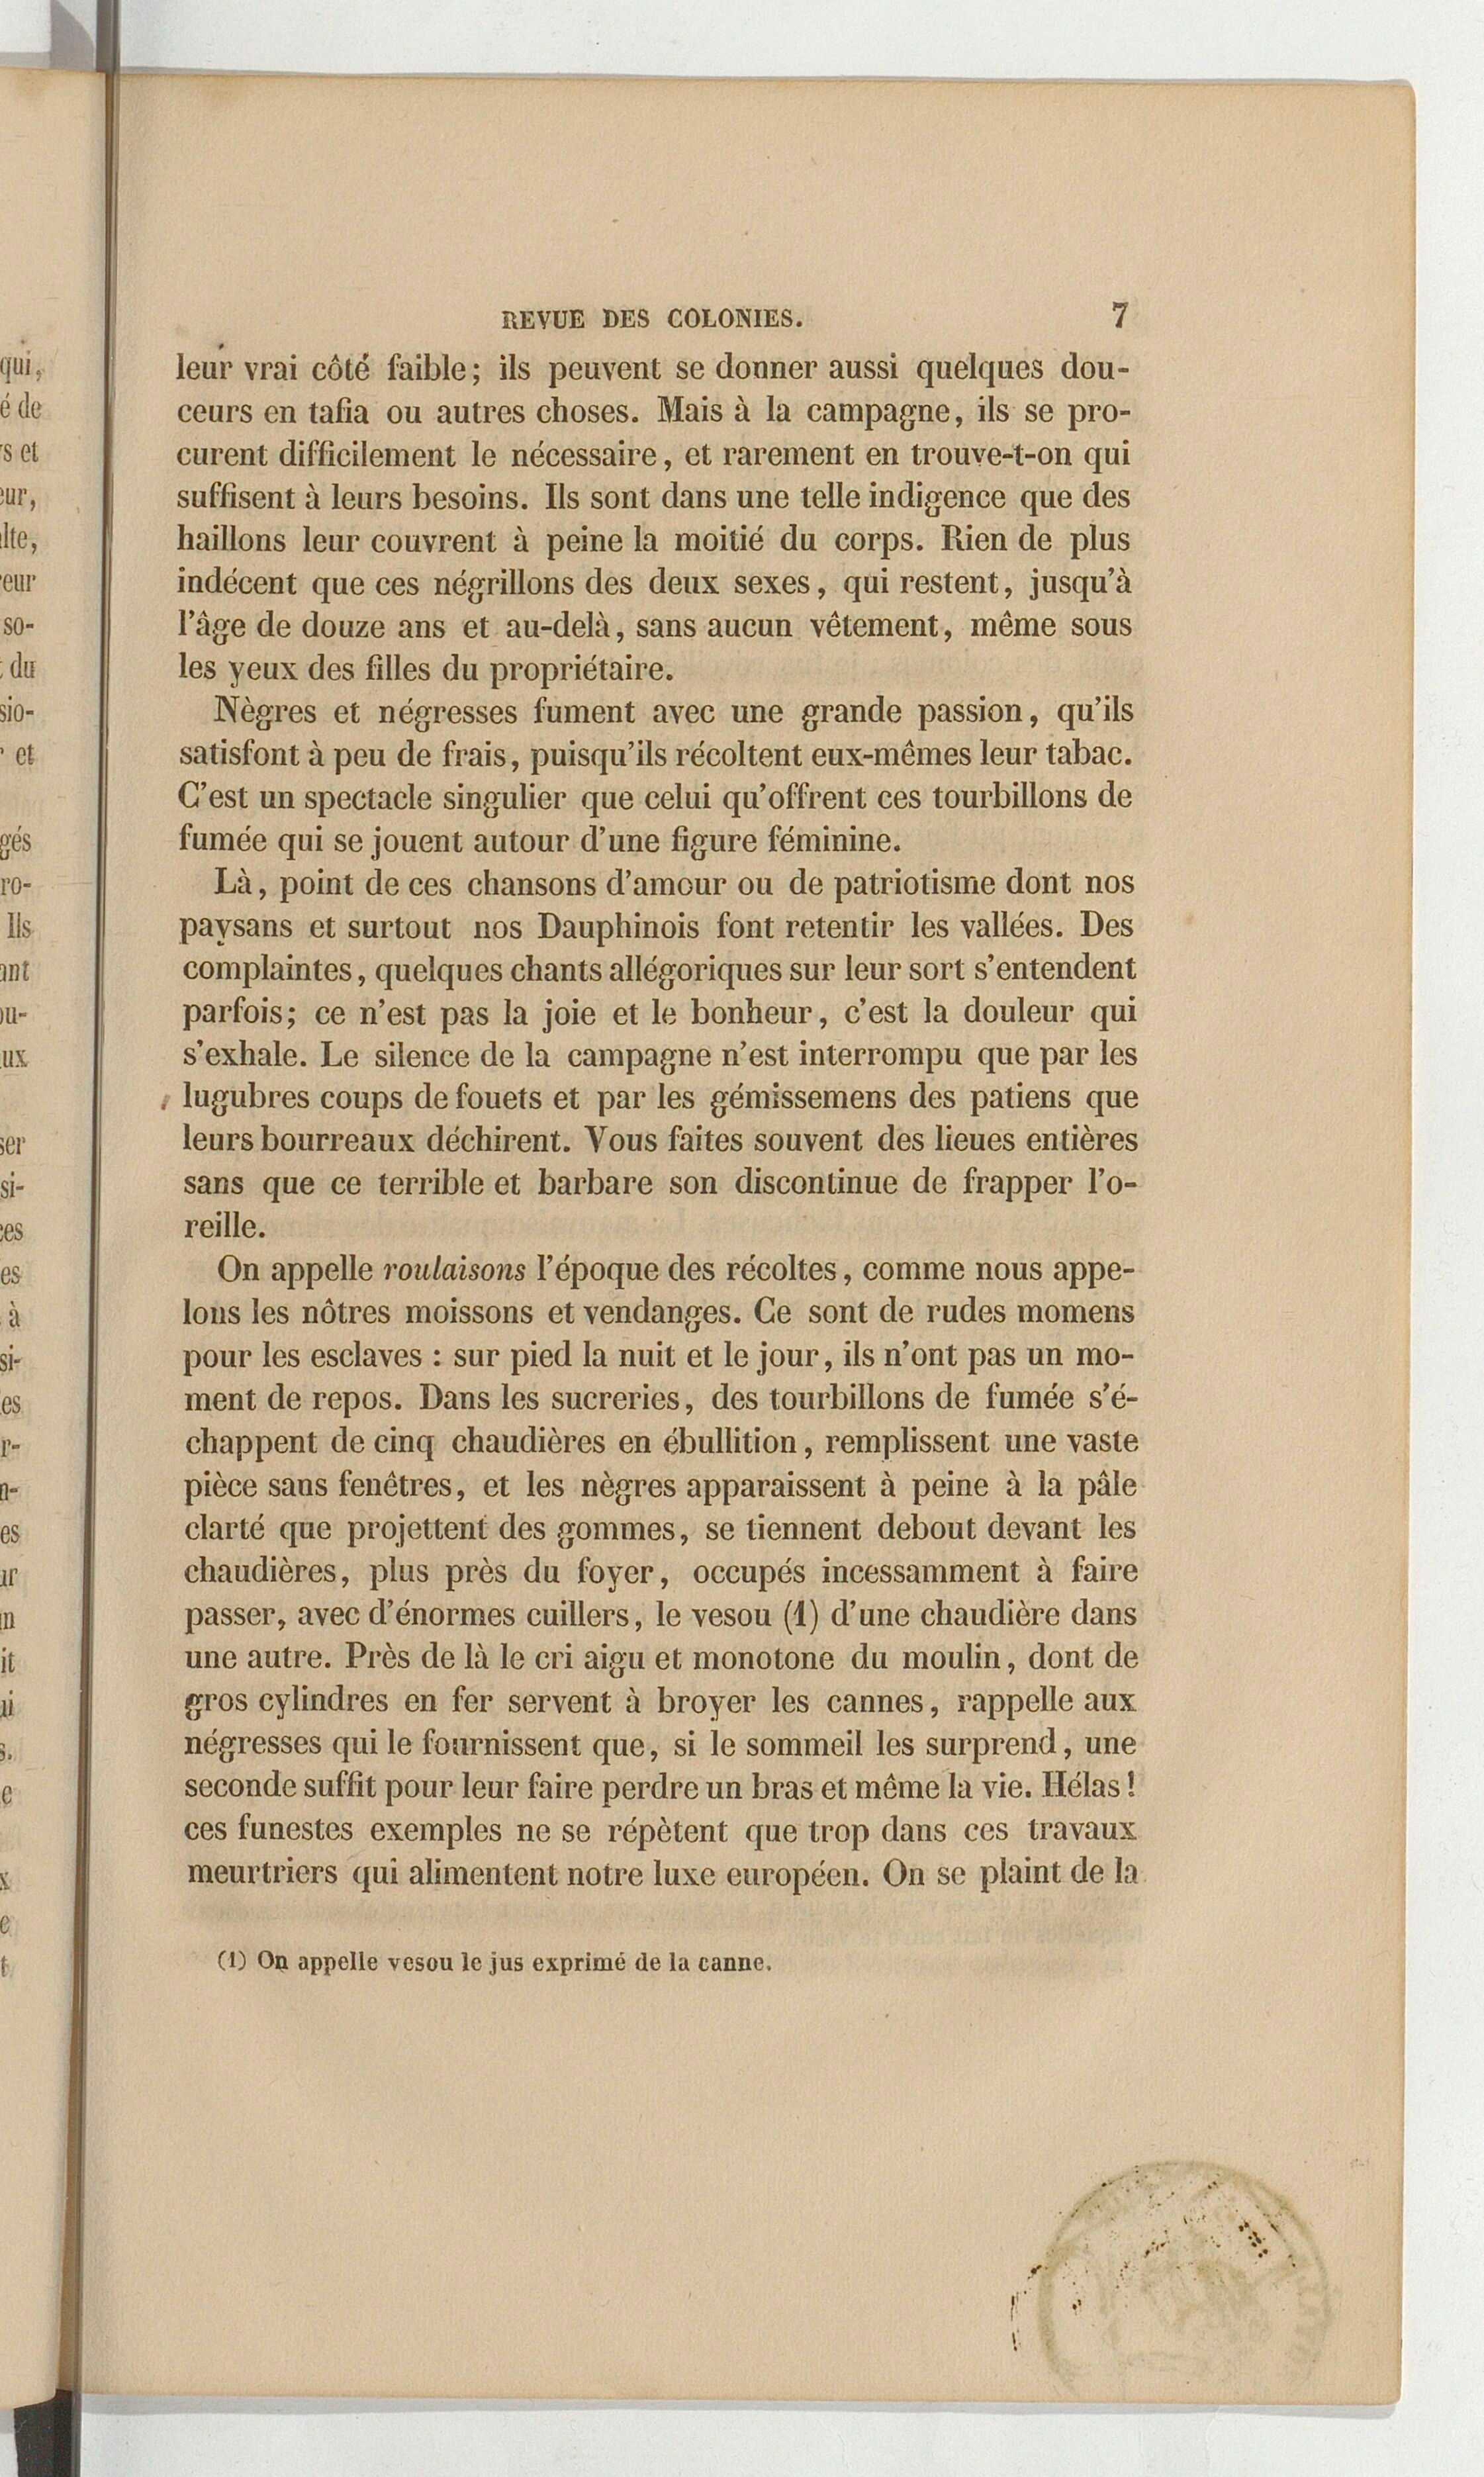 REVUE DES COLONIES. 7
leur vrai côté faible; ils peuvent se donner aussi quelques dou-
ceurs en tafia ou autres choses. Mais à la campagne, ils se pro-
curent difficilement le nécessaire, et rarement en trouve-t-on qui
suffisent à leurs besoins. Ils sont dans une telle indigence que des
haillons leur couvrent à peine la moitié du corps. Rien de plus
indécent que ces négrillons des deux sexes, qui restent, jusqu'à
l'âge de douze ans et au-delà, sans aucun vêtement, même sous
les yeux des filles du propriétaire.
Nègres et négresses fument avec une grande passion, qu'ils
satisfont à peu de frais, puisqu'ils récoltent eux-mêmes leur tabac.
C'est un spectacle singulier que celui qu'offrent ces tourbillons de
fumée qui se jouent autour d'une figure féminine.
Là, point de ces chansons d'amour ou de patriotisme dont nos
paysans et surtout nos Dauphinois font retentir les vallées. Des
complaintes, quelques chants allégoriques sur leur sort s'entendent
parfois; ce n'est pas la joie et le bonheur, c'est la douleur qui
s'exhale. Le silence de la campagne n'est interrompu que par les
lugubres coups de fouets et par les gémissemens des patiens que
leurs bourreaux déchirent. Vous faites souvent des lieues entières
sans que ce terrible et barbare son discontinue de frapper l'o-
reille.
On appelle roulaisons l'époque des récoltes, comme nous appe-
lons les nôtres moissons et vendanges. Ce sont de rudes momens
pour les esclaves : sur pied la nuit et le jour, ils n'ont pas un mo-
ment de repos. Dans les sucreries, des tourbillons de fumée s'é-
chappent de cinq chaudières en ébullition, remplissent une vaste
pièce sans fenêtres, et les nègres apparaissent à peine à la pâle
clarté que projettent des gommes, se tiennent debout devant les
chaudières, plus près du foyer, occupés incessamment à faire
passer, avec d'énormes cuillers, le vesou (1) d'une chaudière dans
une autre. Près de là le cri aigu et monotone du moulin, dont de
gros cylindres en fer servent à broyer les cannes, rappelle aux
négresses qui le fournissent que, si le sommeil les surprend, une
seconde suffit pour leur faire perdre un bras et même la vie. Hélas!
ces funestes exemples ne se répètent que trop dans ces travaux
meurtriers qui alimentent notre luxe européen. On se plaint de la
(1) On appelle vesou le jus exprimé de la canne.